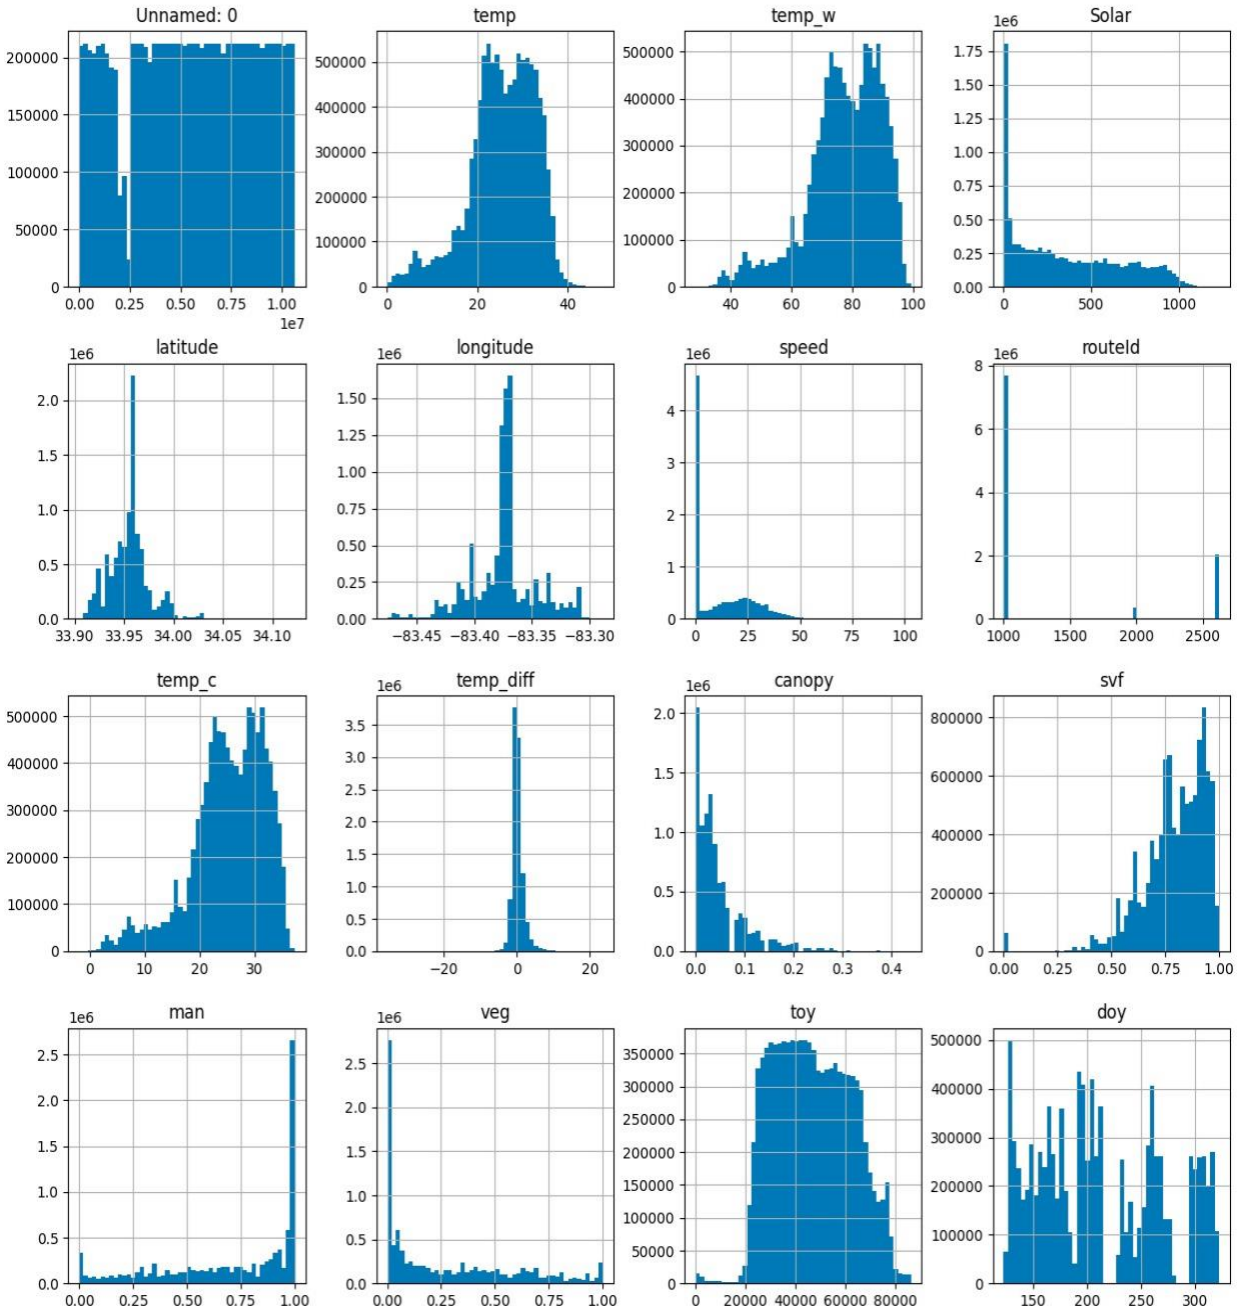 Unnamed: 0 temp temp_w Solar
1e6
200000 500000 500000 1.75
400000 400000 1.50
150000 1.25
300000 300000 1.00
100000 200000 200000 0.75
50000 0.50
100000 100000 0.25
0 0 0 0.00
0.00 0.25 0.50 0.75 1.00 0 20 40 40 60 80 100 0 500 1000
1e7
latitude longitude speed routeId
1e6 1e6 1e6 1e6
2.0 1.50 4 8
1.5 1.25 3 6
1.0 1.00 2 4
0.75
0.5 0.50 1 2
0.25
0.0 0.00 0 0
33.90 33.95 34.00 34.05 34.10 −83.45 −83.40 −83.35 −83.30 0 25 50 75 100 1000 1500 2000 2500
temp_c temp_diff canopy svf
1e6 1e6
500000 3.5 2.0 800000
400000 3.0
2.5 1.5 600000
300000 2.0
1.5 1.0 400000
200000 1.0
100000 0.5 0.5 200000
0 0.0 0.0 0
0 10 20 30 −20 0 20 0.0 0.1 0.2 0.3 0.4 0.00 0.25 0.50 0.75 1.00
man veg toy doy
1e6 1e6
2.5 2.5 350000 500000
2.0 2.0 300000 400000
250000
1.5 1.5 200000 300000
1.0 1.0 150000 200000
100000
0.5 0.5 50000 100000
0.0 0.0 0 0
0.00 0.25 0.50 0.75 1.00 0.00 0.25 0.50 0.75 1.00 0 20000 40000 60000 80000 150 200 250 300